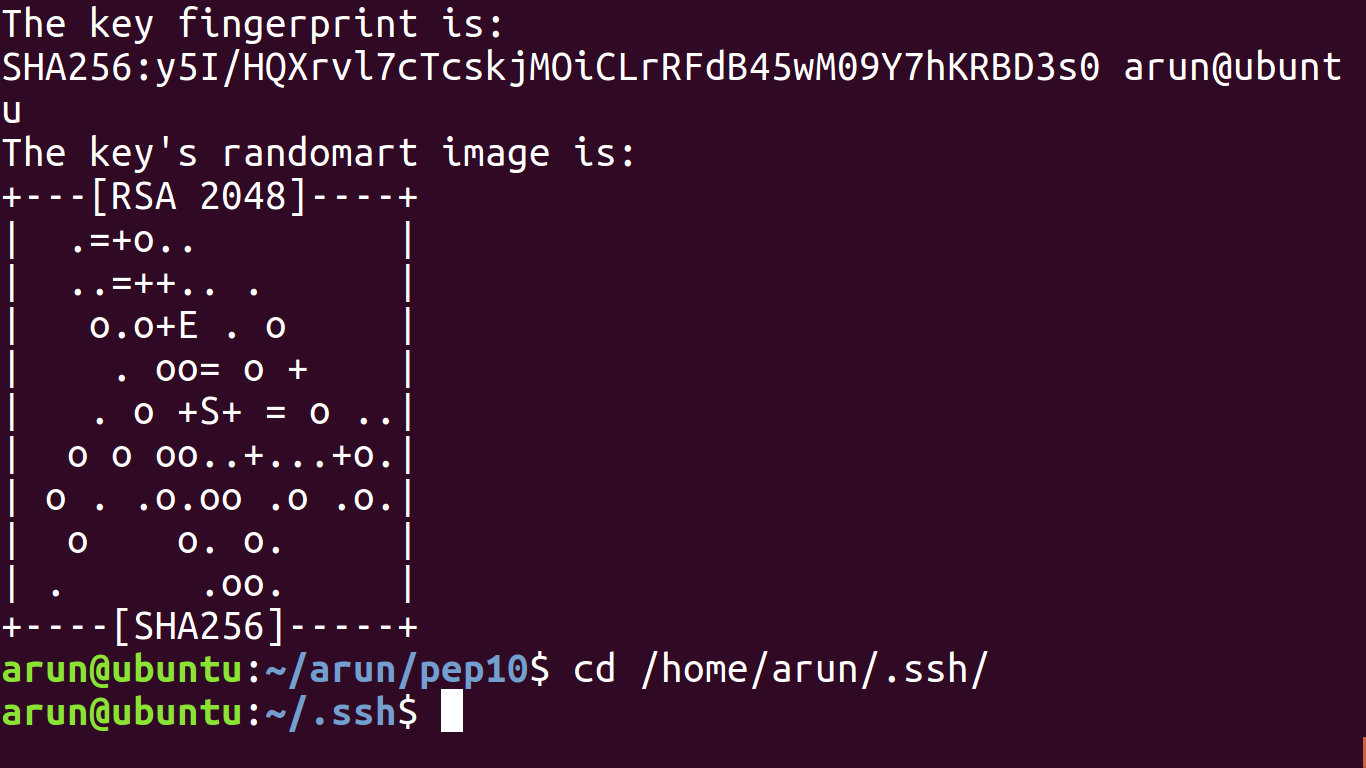 The key fingerprint is:
SHA256:y5I/HQXrvl7cTcskjMOiCLrRFdB45wM09Y7hKRBD3s0 arun@ubunt
u
The key's randomart image is:
+---[RSA 2048]----+
|  .=+o..         |
|  ..=++.. .      |
|   o.o+E . o     |
|    . oo= o +    |
|   . o +S+ = o ..|
|  o o oo..+...+o.|
| o . .o.oo .o .o.|
|  o    o. o.     |
| .      .oo.     |
+----[SHA256]-----+
arun@ubuntu:~/arun/pep10$ cd /home/arun/.ssh/
arun@ubuntu:~/.ssh$